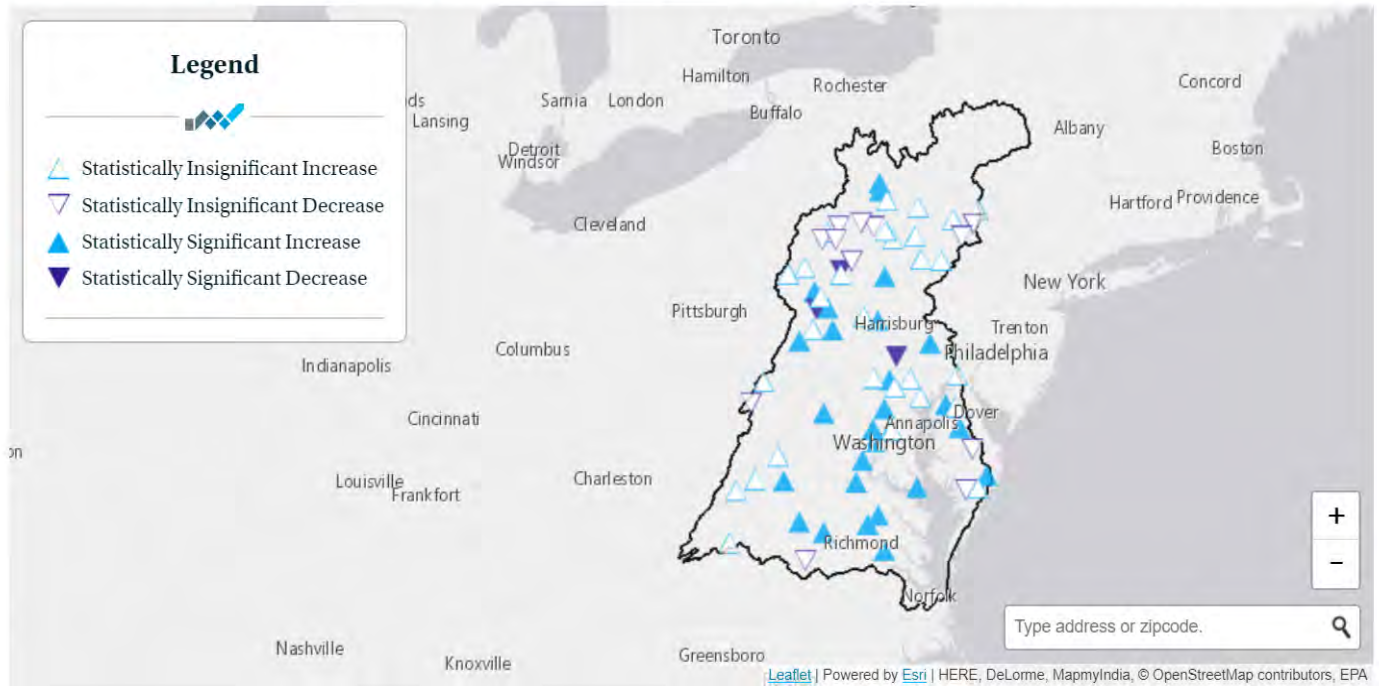 Legend
Statistically Insignificant Increase
Statistically Insignificant Decrease
Statistically Significant Increase
Statistically Significant Decrease
Toronto
Hamilton
Rochester
Concord
ds
Sarnia
London
Buffalo
Lansing
Albany
Detroit
Windsor
Boston
Hartford
Providence
Cleveland
New York
Pittsburgh
Harrisburg
Trenton
Columbus
Philadelphia
Indianapolis
Cincinnati
Dover
Annapolis
Washington
on
Louisville
Frankfort
Charleston
Richmond
Norfolk
Nashville
Knoxville
Greensboro
+
−
Type address or zipcode.
Leaflet | Powered by Esri | HERE, DeLorme, MapmyIndia, © OpenStreetMap contributors, EPA